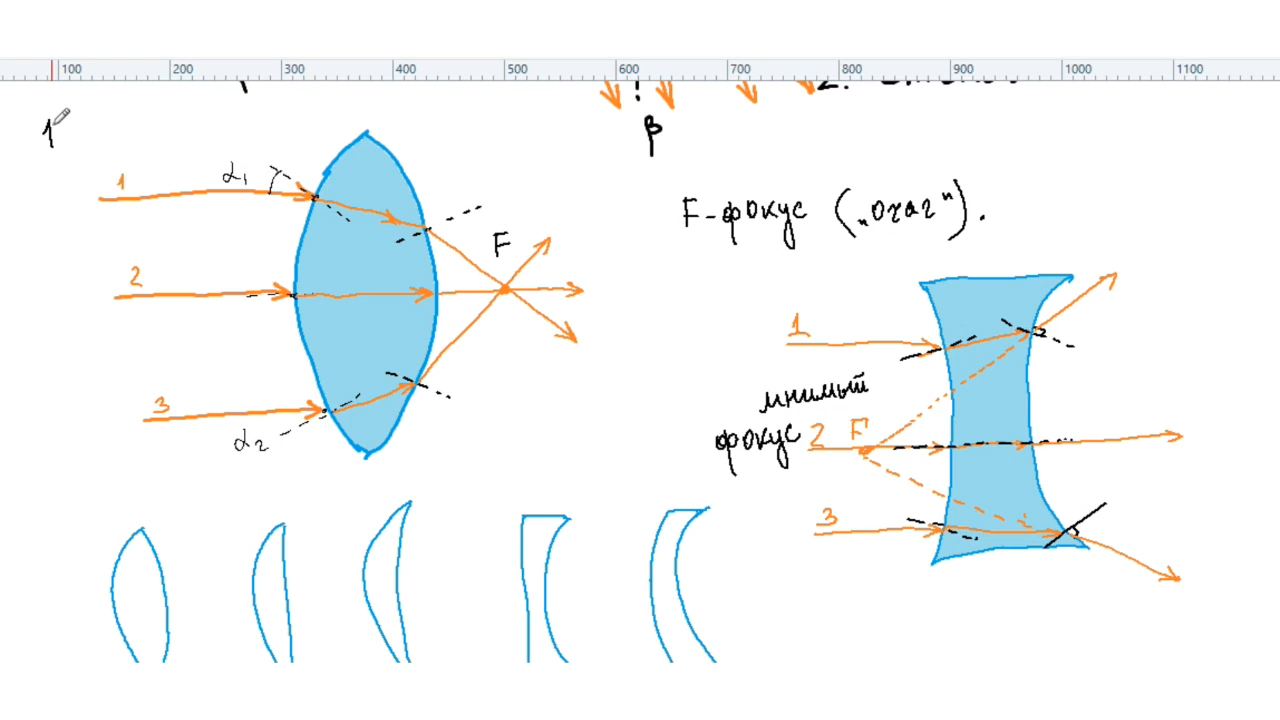 100 200 300 400 500 600 700 800 900 1000 1100
β
1 α₁
F-фокус („очаг").
F
2
1
мнимый
фокус 2 F
3
α₂
3